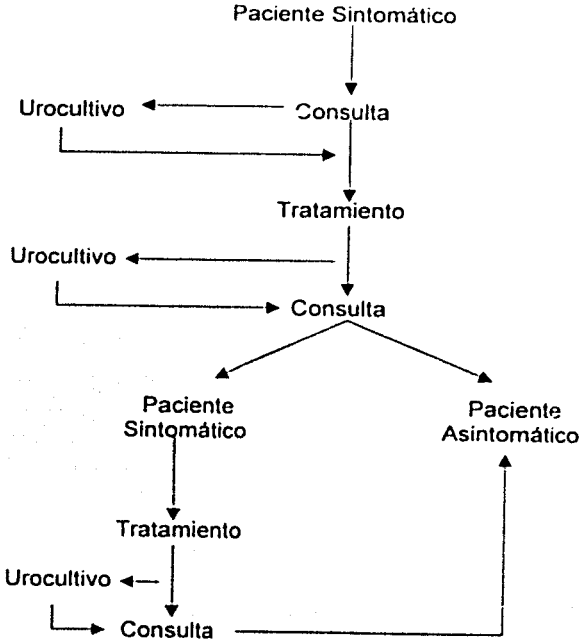 Paciente Sintomático
Urocultivo
Consulta
Tratamiento
Urocultivo
Consulta
Paciente
Sintomático
Paciente
Asintomático
Tratamiento
Urocultivo
Consulta